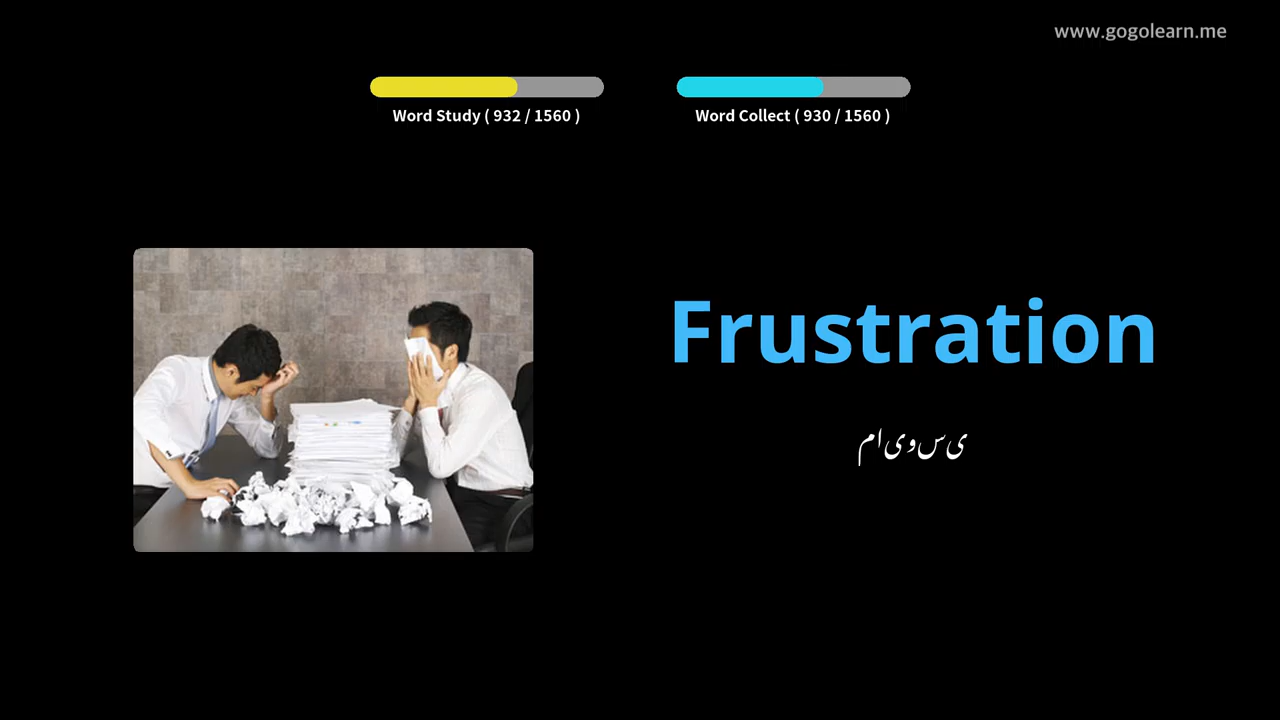 www.gogolearn.me
Word Study ( 932 / 1560 )
Word Collect ( 930 / 1560 )
Frustration
مایوسی